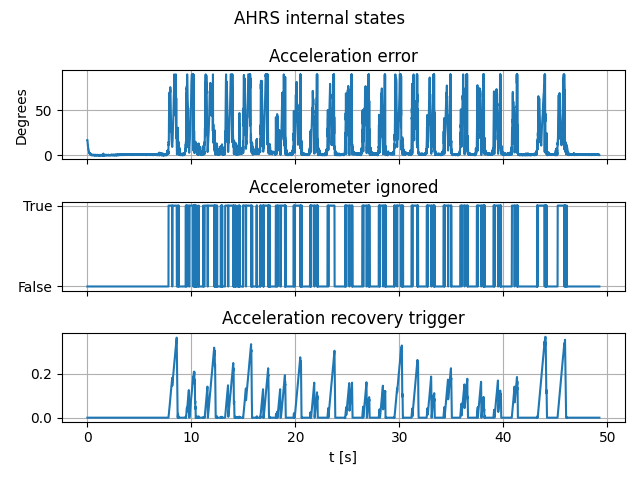 AHRS internal states
Acceleration error
Degrees
50
0
Accelerometer ignored
True
False
Acceleration recovery trigger
0.2
0.0
0 10 20 30 40 50
t [s]